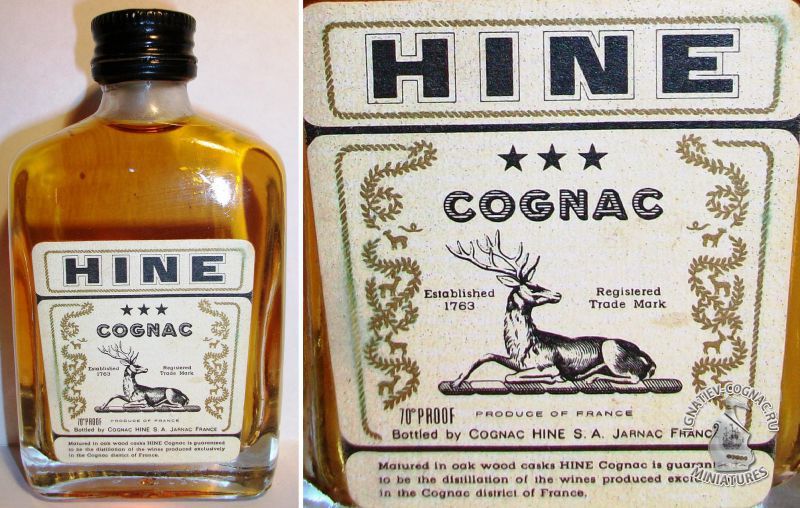 HINE
★★★
COGNAC
Established
1763
Registered
Trade Mark
70° PROOF
PRODUCE OF FRANCE
Bottled by COGNAC HINE S. A. JARNAC FRANCE
Matured in oak wood casks HINE Cognac is guaranteed
to be the distillation of the wines produced exclusively
in the Cognac district of France.
HINE
★★★
COGNAC
Established
1763
Registered
Trade Mark
70° PROOF
PRODUCE OF FRANCE
Bottled by COGNAC HINE S. A. JARNAC FRANC
Matured in oak wood casks HINE Cognac is guaran
to be the distillation of the wines produced excl
in the Cognac district of France.
IGNATIEV-COGNAC.RU
MINIATURES